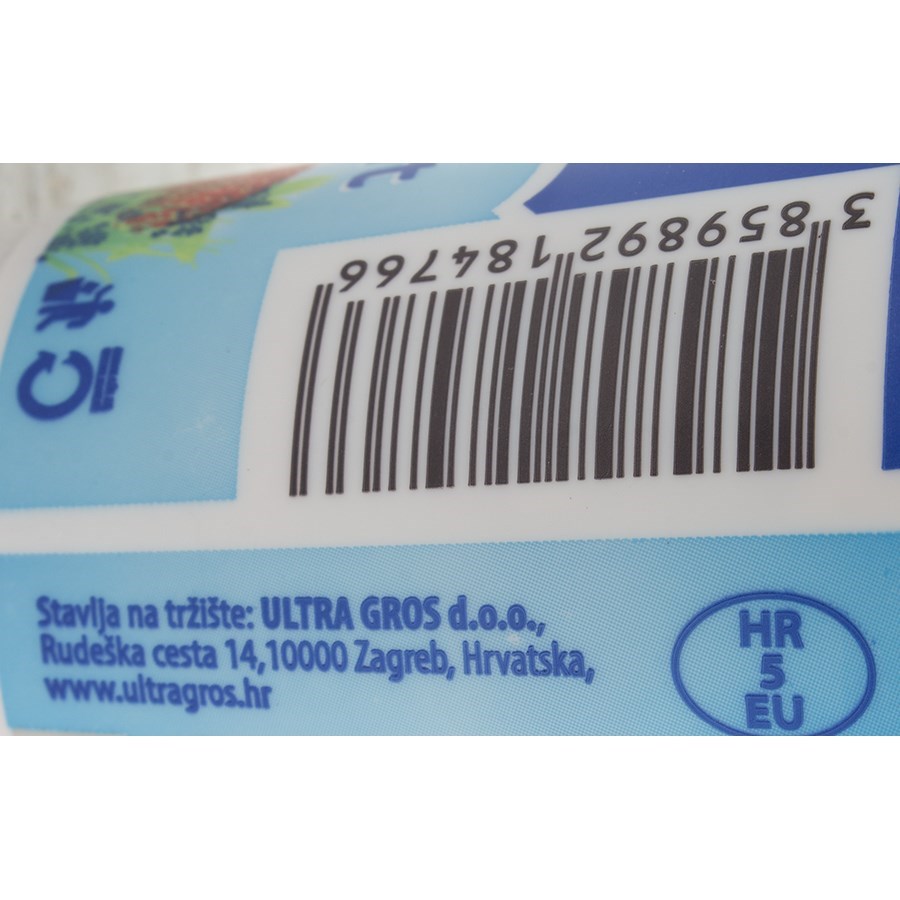 3 859892 184766
Stavlja na tržište: ULTRA GROS d.o.o.,
Rudeška cesta 14,10000 Zagreb, Hrvatska,
www.ultragros.hr
HR
5
EU